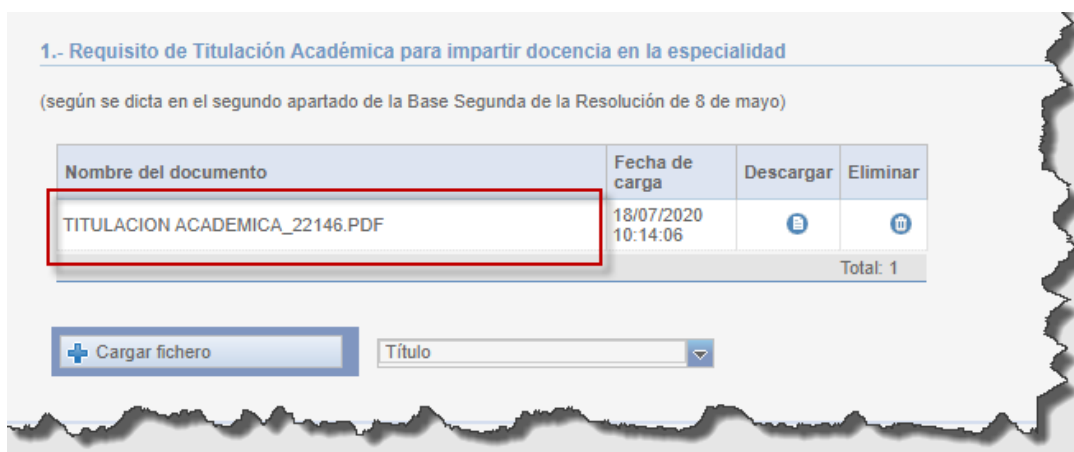 1.- Requisito de Titulación Académica para impartir docencia en la especialidad
(según se dicta en el segundo apartado de la Base Segunda de la Resolución de 8 de mayo)
Nombre del documento Fecha de carga Descargar Eliminar
TITULACION ACADEMICA_22146.PDF 18/07/2020 10:14:06
Total: 1
Cargar fichero Título